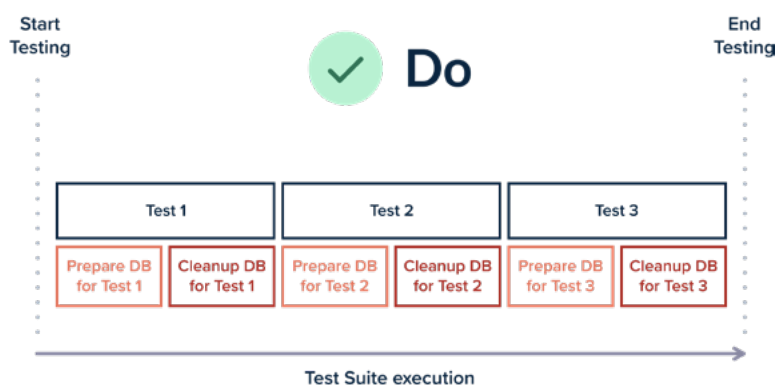 Start
Testing
End
Testing
Do
Test 1
Test 2
Test 3
Prepare DB
for Test 1
Cleanup DB
for Test 1
Prepare DB
for Test 2
Cleanup DB
for Test 2
Prepare DB
for Test 3
Cleanup DB
for Test 3
Test Suite execution